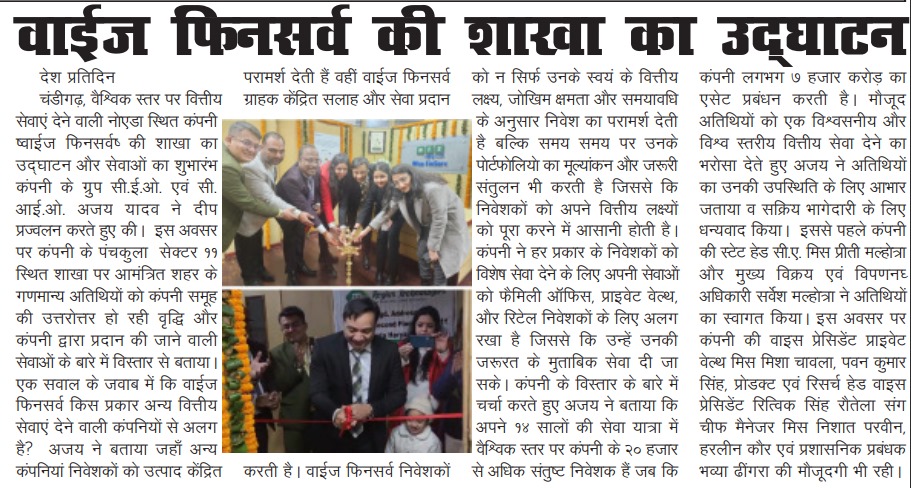 वाईज फिनसर्व की शाखा का उद्घाटन
देश प्रतिदिन
चंडीगढ़, वैश्विक स्तर पर वित्तीय
सेवाएं देने वाली नोएडा स्थित कंपनी
ष्वाईज फिनसर्वष् की शाखा का
उद्घाटन और सेवाओं का शुभारंभ
कंपनी के ग्रुप सी.ई.ओ. एवं सी.
आई.ओ. अजय यादव ने दीप
प्रज्वलन करते हुए की। इस अवसर
पर कंपनी के पंचकुला सेक्टर ११
स्थित शाखा पर आमंत्रित शहर के
गणमान्य अतिथियों को कंपनी समूह
की उत्तरोत्तर हो रही वृद्धि और
कंपनी द्वारा प्रदान की जाने वाली
सेवाओं के बारे में विस्तार से बताया।
एक सवाल के जवाब में कि वाईज
फिनसर्व किस प्रकार अन्य वित्तीय
सेवाएं देने वाली कंपनियों से अलग
है? अजय ने बताया जहाँ अन्य
कंपनियां निवेशकों को उत्पाद केंद्रित
परामर्श देती हैं वहीं वाईज फिनसर्व
ग्राहक केंद्रित सलाह और सेवा प्रदान
करती है। वाईज फिनसर्व निवेशकों
को न सिर्फ उनके स्वयं के वित्तीय
लक्ष्य, जोखिम क्षमता और समयावधि
के अनुसार निवेश का परामर्श देती
है बल्कि समय समय पर उनके
पोर्टफोलियो का मूल्यांकन और जरूरी
संतुलन भी करती है जिससे कि
निवेशकों को अपने वित्तीय लक्ष्यों
को पूरा करने में आसानी होती है।
कंपनी ने हर प्रकार के निवेशकों को
विशेष सेवा देने के लिए अपनी सेवाओं
को फैमिली ऑफिस, प्राइवेट वेल्थ,
और रिटेल निवेशकों के लिए अलग
रखा है जिससे कि उन्हें उनकी
जरूरत के मुताबिक सेवा दी जा
सके। कंपनी के विस्तार के बारे में
चर्चा करते हुए अजय ने बताया कि
अपने १४ सालों की सेवा यात्रा में
वैश्विक स्तर पर कंपनी के २० हजार
से अधिक संतुष्ट निवेशक हैं जब कि
कंपनी लगभग ७ हजार करोड़ का
एसेट प्रबंधन करती है। मौजूद
अतिथियों को एक विश्वसनीय और
विश्व स्तरीय वित्तीय सेवा देने का
भरोसा देते हुए अजय ने अतिथियों
का उनकी उपस्थिति के लिए आभार
जताया व सक्रिय भागेदारी के लिए
धन्यवाद किया। इससे पहले कंपनी
की स्टेट हेड सी.ए. मिस प्रीती मल्होत्रा
और मुख्य विक्रय एवं विपणनध
अधिकारी सर्वेश मल्होत्रा ने अतिथियों
का स्वागत किया। इस अवसर पर
कंपनी की वाइस प्रेसिडेंट प्राइवेट
वेल्थ मिस मिशा चावला, पवन कुमार
सिंह, प्रोडक्ट एवं रिसर्च हेड वाइस
प्रेसिडेंट रित्विक सिंह रौतेला संग
चीफ मैनेजर मिस निशात परवीन,
हरलीन कौर एवं प्रशासनिक प्रबंधक
भव्या ढींगरा की मौजूदगी भी रही।